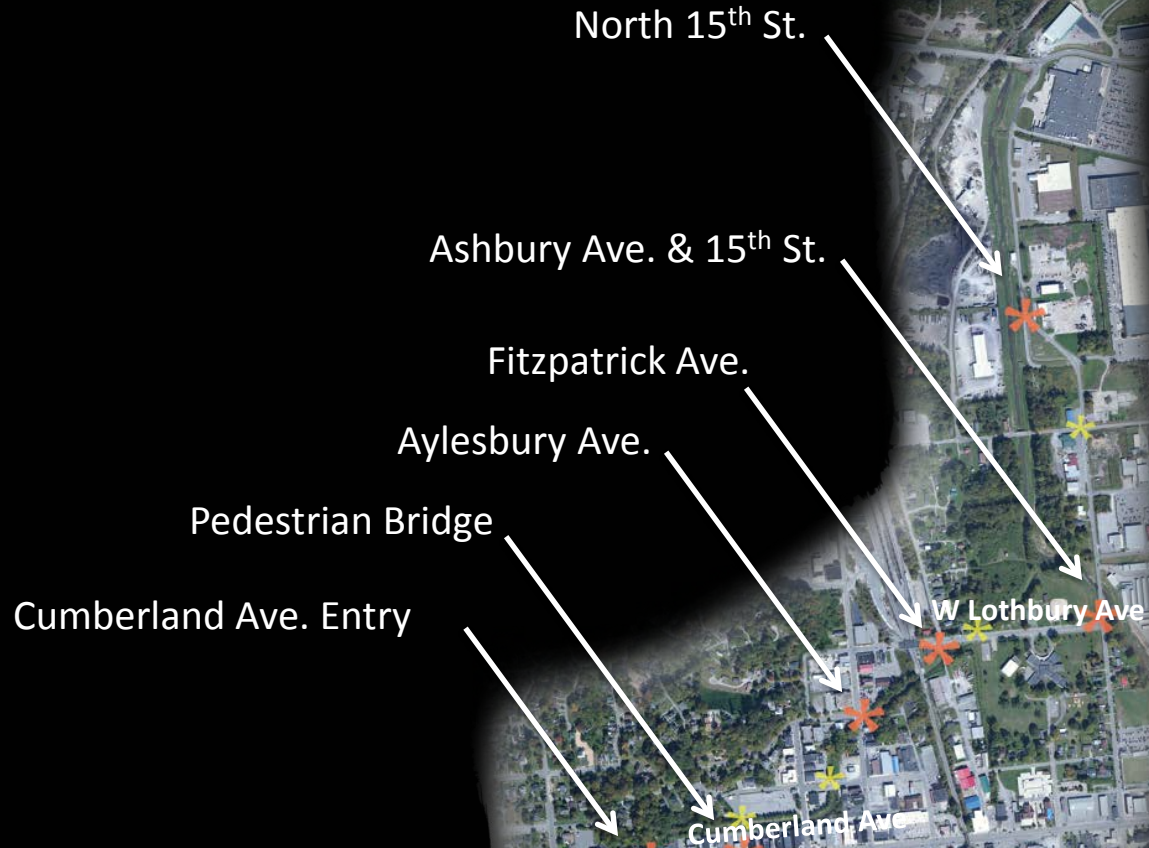 North 15th St.
Ashbury Ave. & 15th St.
Fitzpatrick Ave.
Aylesbury Ave.
Pedestrian Bridge
Cumberland Ave. Entry
W Lothbury Ave
Cumberland Ave